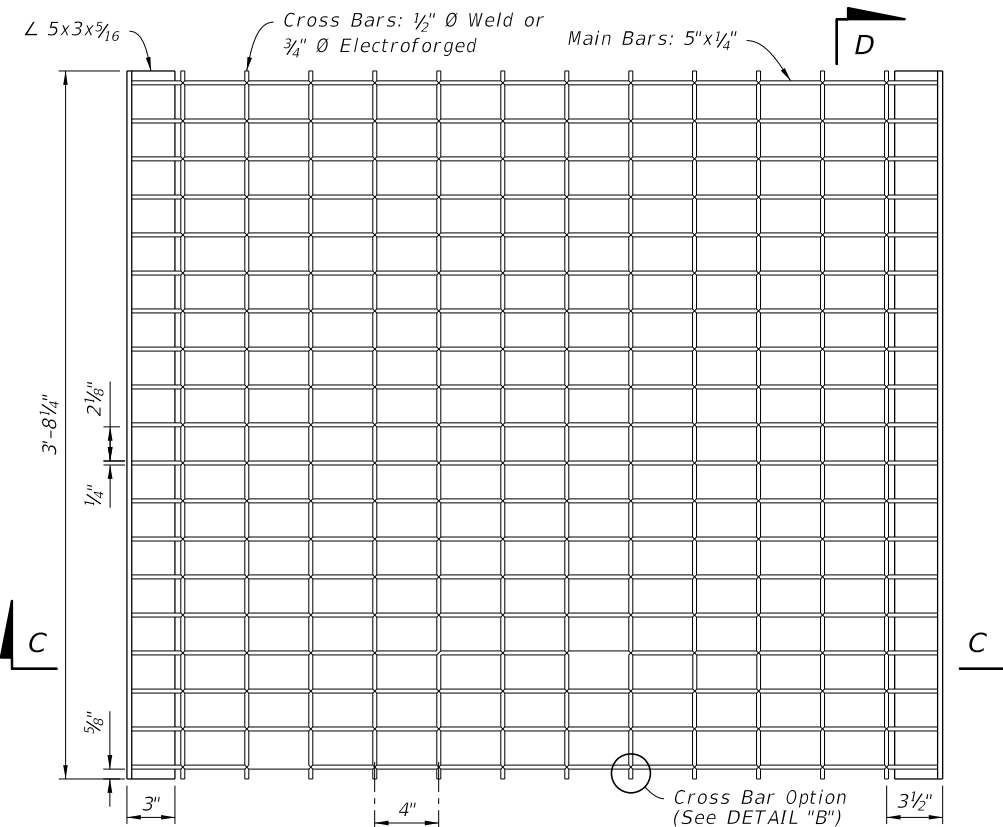 ∠ 5x3x5⁄16
Cross Bars: ½" Ø Weld or
¾" Ø Electroforged
Main Bars: 5"x¼"
D
3'-8¼"
2⅛"
¼"
C
C
⅝"
3"
4"
Cross Bar Option
(See DETAIL "B")
3½"